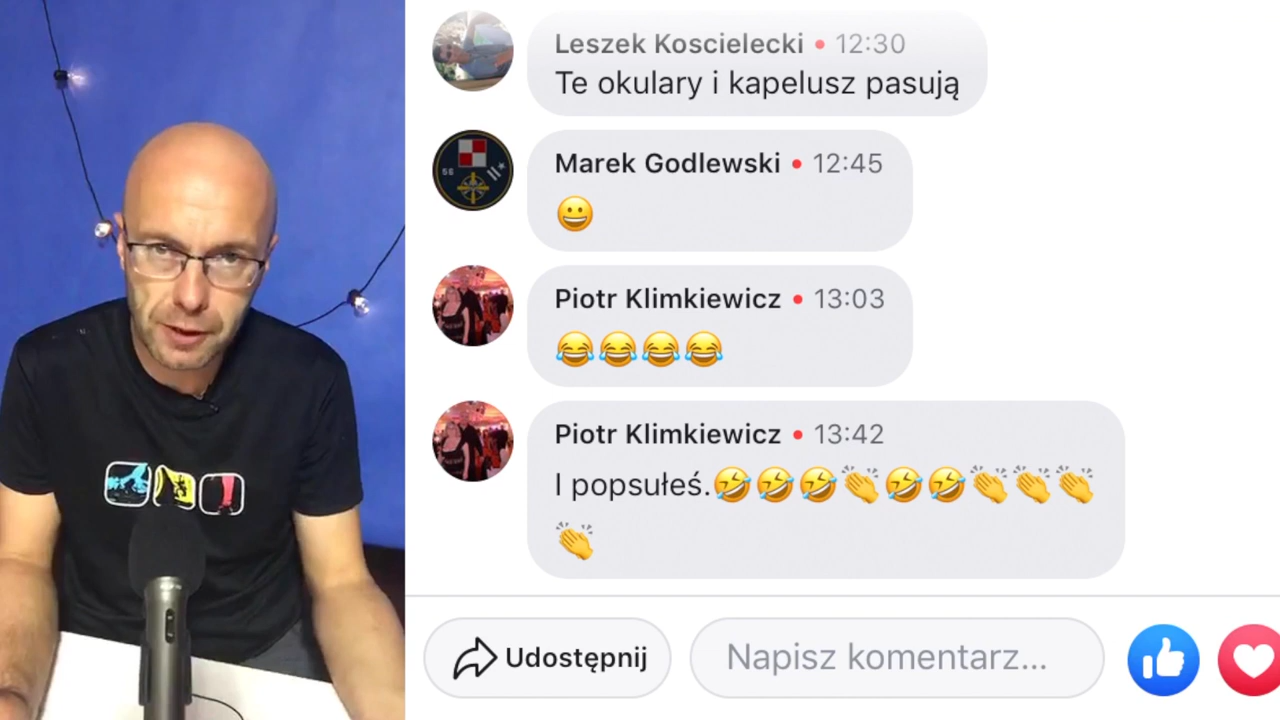 Leszek Koscielecki • 12:30
Te okulary i kapelusz pasują
56
Marek Godlewski • 12:45
😀
Piotr Klimkiewicz • 13:03
😂😂😂😂
Piotr Klimkiewicz • 13:42
I popsułeś.🤣🤣🤣👏🤣🤣👏👏👏
👏
Udostępnij
Napisz komentarz...